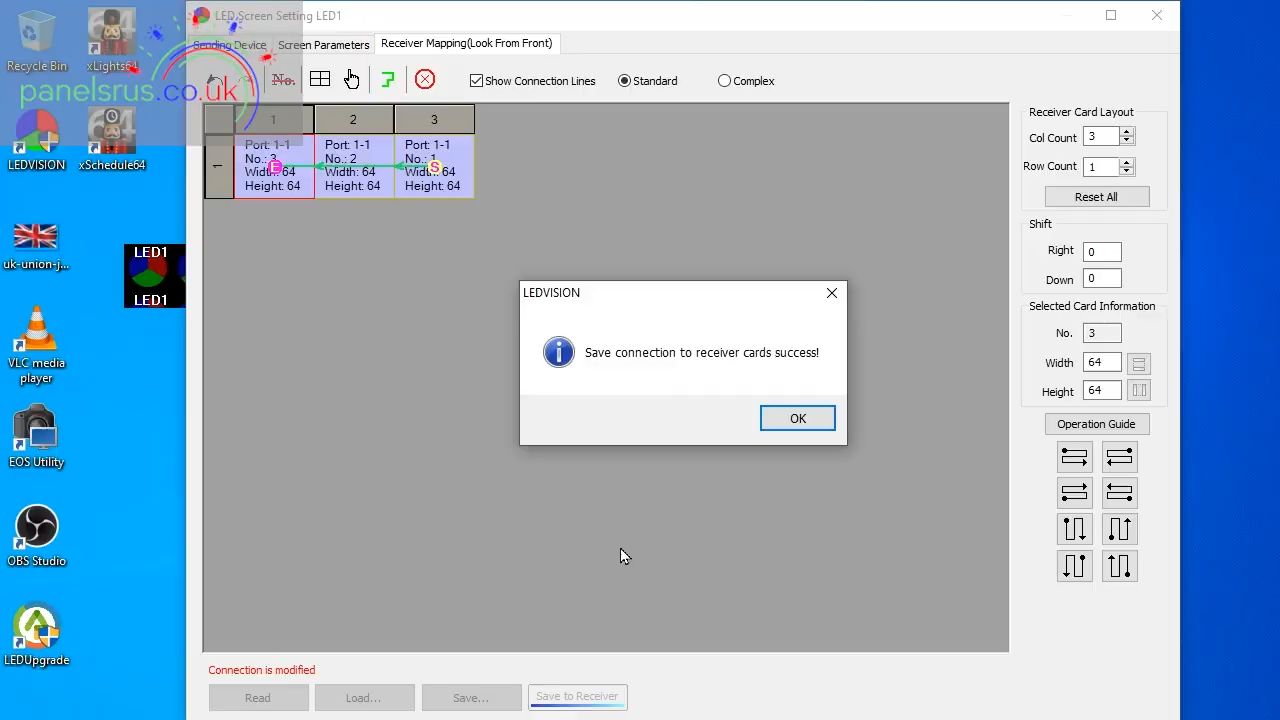 LED Screen Setting LED1
Sending Device
Screen Parameters
Receiver Mapping(Look From Front)
No.
Show Connection Lines
Standard
Complex
Recycle Bin
xLights64
panelsrus.co.uk
LEDVISION
xSchedule64
uk-union-j...
LED1
LED1
VLC media
player
EOS Utility
OBS Studio
LEDUpgrade
1
2
3
Port: 1-1
No.: 3
Width: 64
Height: 64
E
Port: 1-1
No.: 2
Width: 64
Height: 64
Port: 1-1
No.: 1
Width: 64
Height: 64
S
LEDVISION
Save connection to receiver cards success!
OK
Receiver Card Layout
Col Count 3
Row Count 1
Reset All
Shift
Right 0
Down 0
Selected Card Information
No. 3
Width 64
Height 64
Operation Guide
Connection is modified
Read
Load...
Save...
Save to Receiver